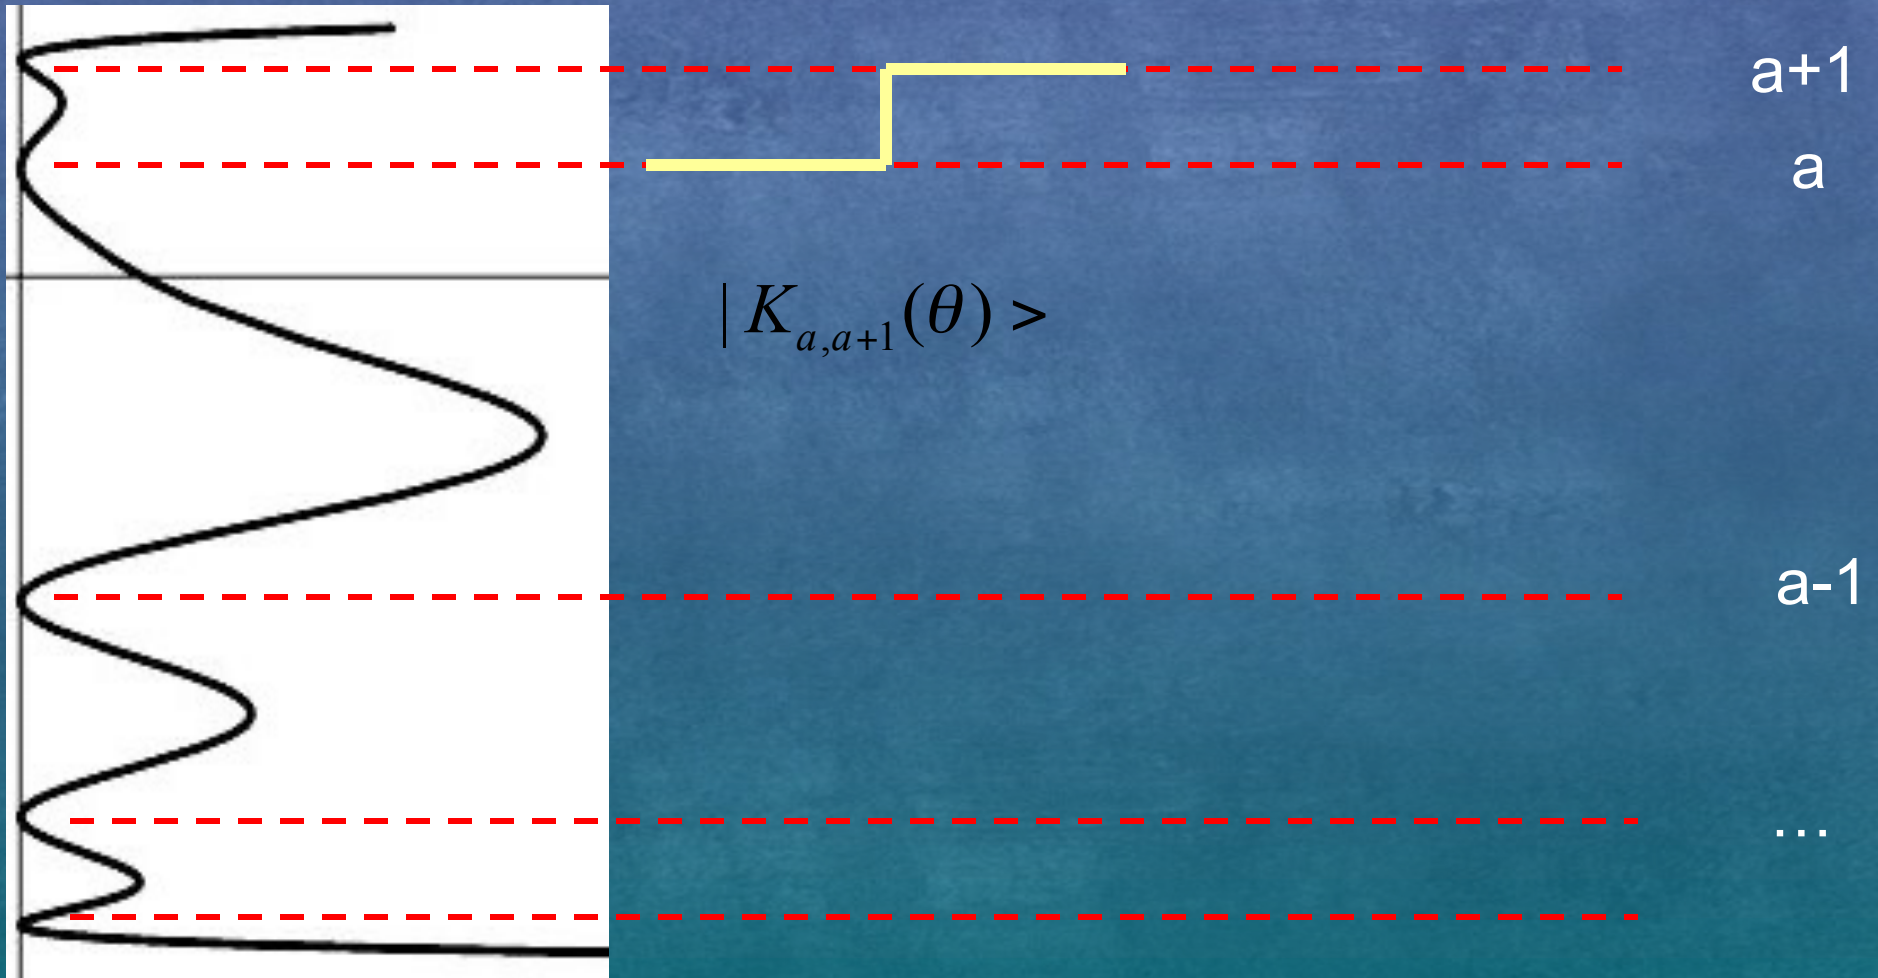 a+1
a
| K_{a,a+1}(θ) >
a-1
...